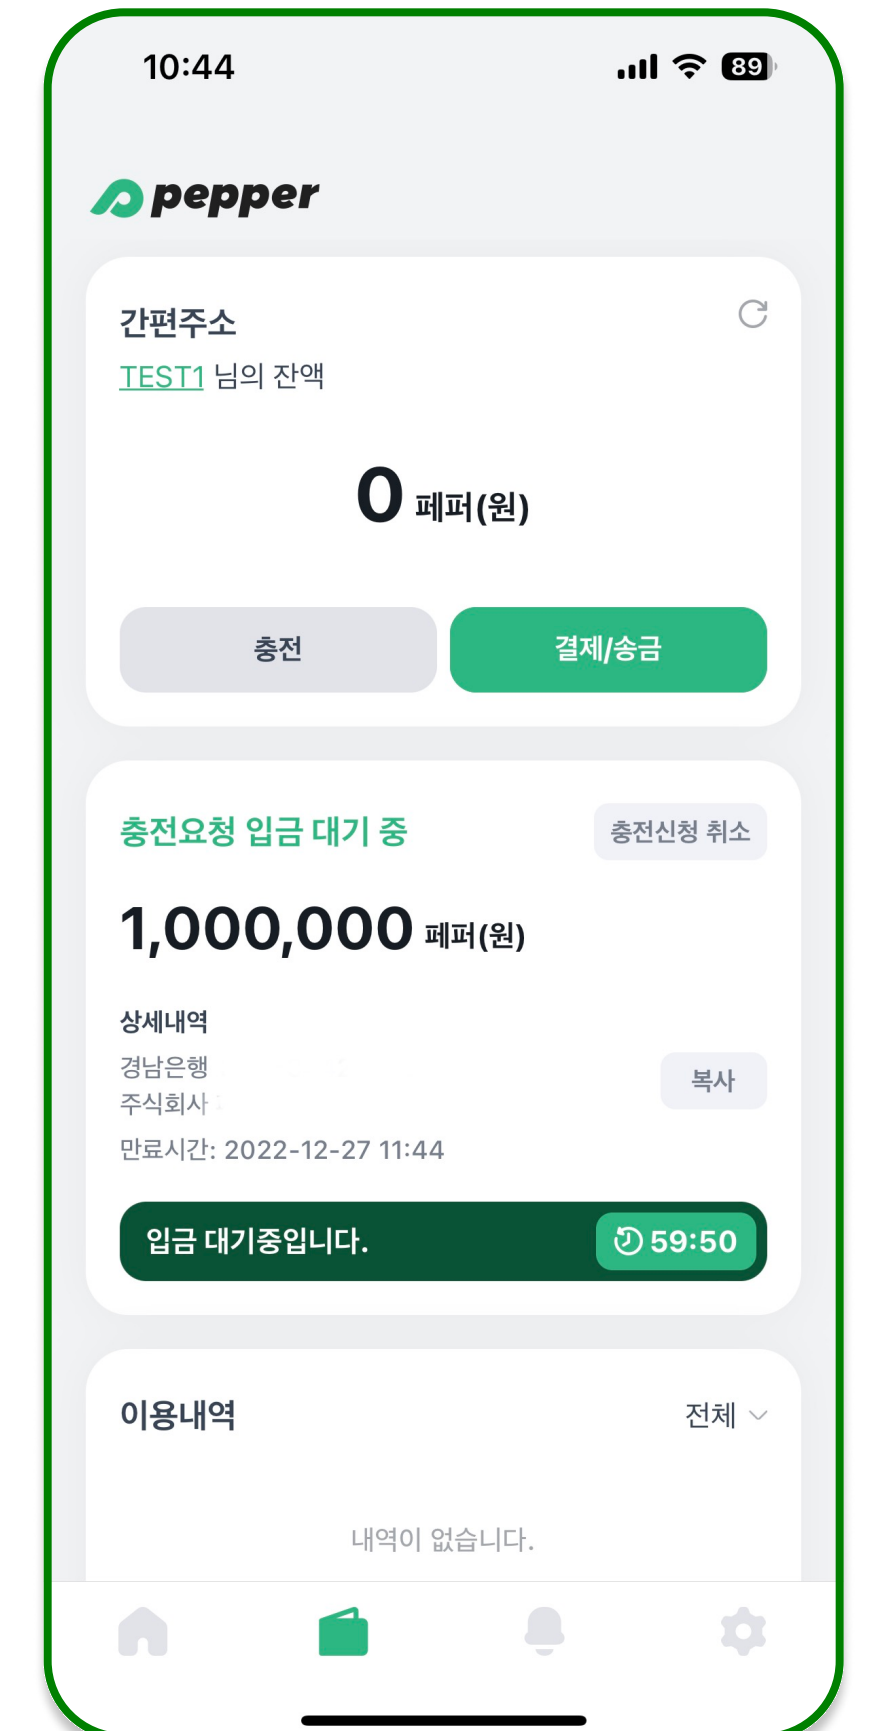 10:44
89
pepper
간편주소
TEST1 님의 잔액
0 페퍼(원)
충전
결제/송금
충전요청 입금 대기 중
충전신청 취소
1,000,000 페퍼(원)
상세내역
경남은행
주식회사
복사
만료시간: 2022-12-27 11:44
입금 대기중입니다.
59:50
이용내역
전체
내역이 없습니다.